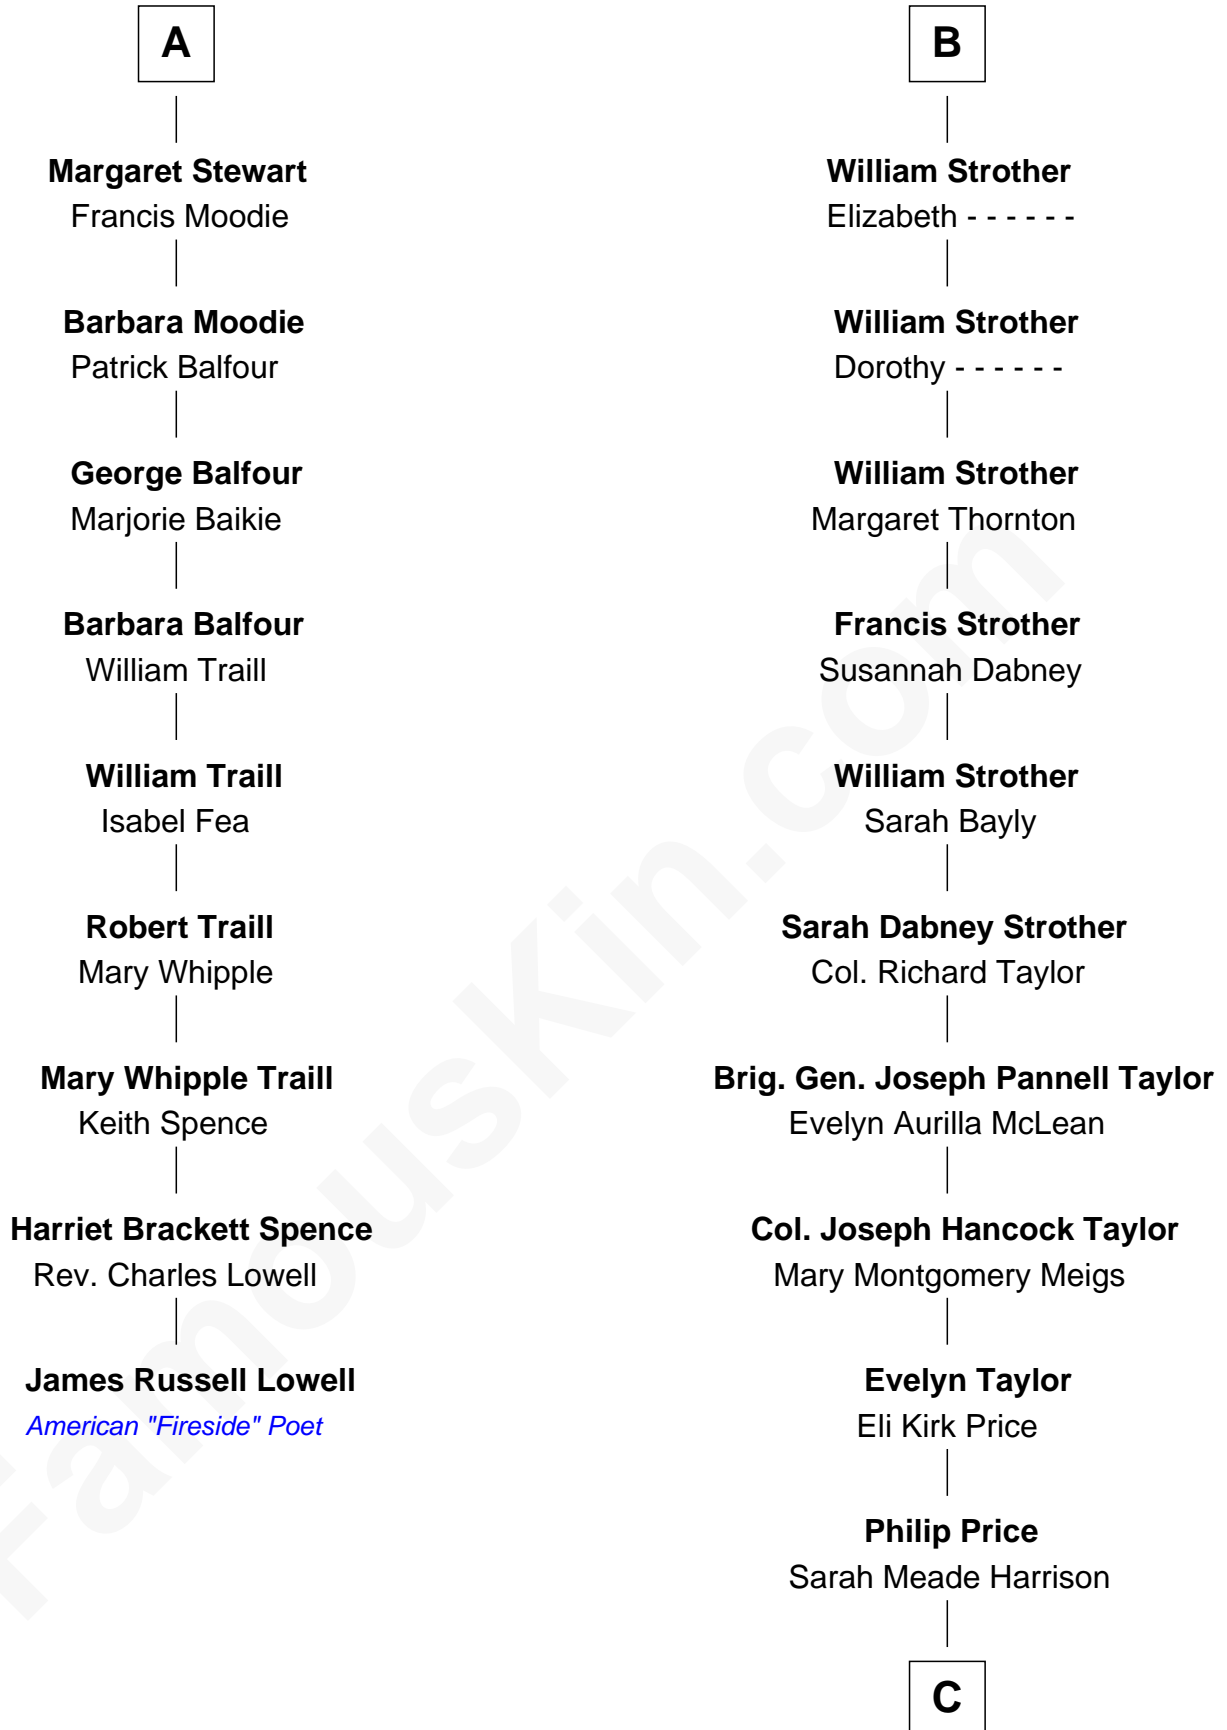 A
Margaret Stewart
Francis Moodie
Barbara Moodie
Patrick Balfour
George Balfour
Marjorie Baikie
Barbara Balfour
William Traill
William Traill
Isabel Fea
Robert Traill
Mary Whipple
Mary Whipple Traill
Keith Spence
Harriet Brackett Spence
Rev. Charles Lowell
James Russell Lowell
American "Fireside" Poet
B
William Strother
Elizabeth - - - - - -
William Strother
Dorothy - - - - - -
William Strother
Margaret Thornton
Francis Strother
Susannah Dabney
William Strother
Sarah Bayly
Sarah Dabney Strother
Col. Richard Taylor
Brig. Gen. Joseph Pannell Taylor
Evelyn Aurilla McLean
Col. Joseph Hancock Taylor
Mary Montgomery Meigs
Evelyn Taylor
Eli Kirk Price
Philip Price
Sarah Meade Harrison
C
FamousKin.com